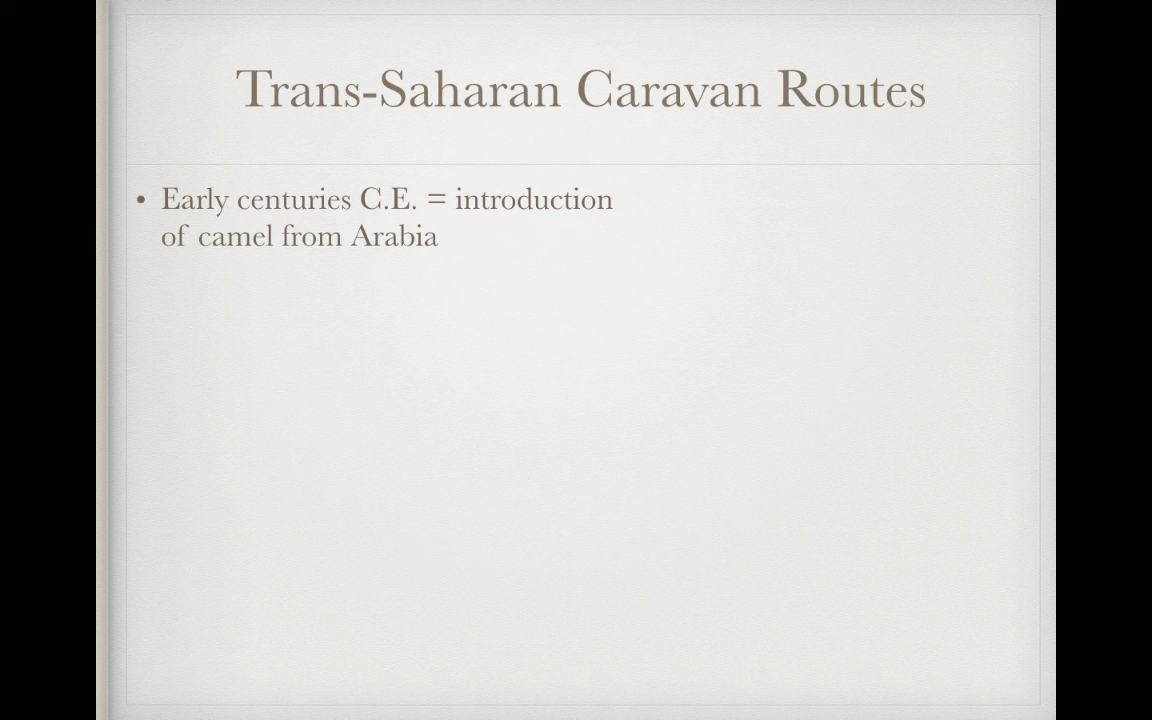 Trans-Saharan Caravan Routes
• Early centuries C.E. = introduction
of camel from Arabia